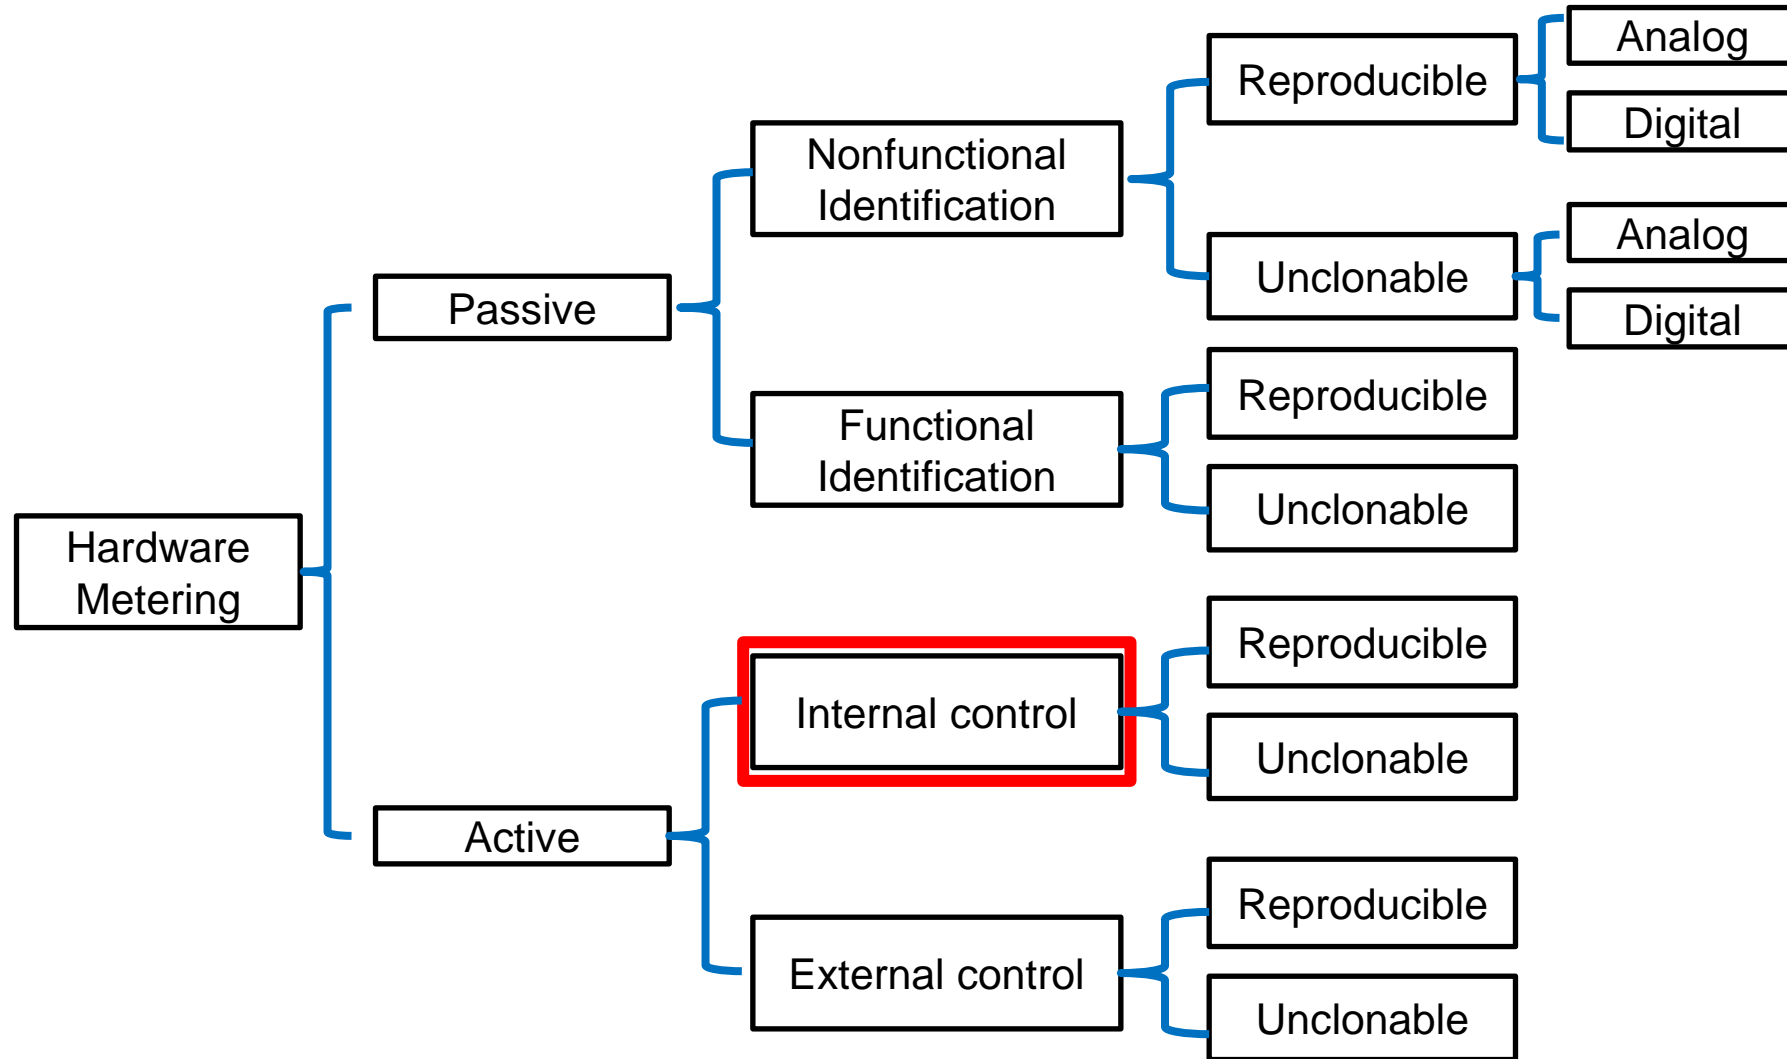 Hardware
Metering
Passive
Active
Nonfunctional
Identification
Functional
Identification
Internal control
External control
Reproducible
Unclonable
Reproducible
Unclonable
Reproducible
Unclonable
Reproducible
Unclonable
Analog
Digital
Analog
Digital